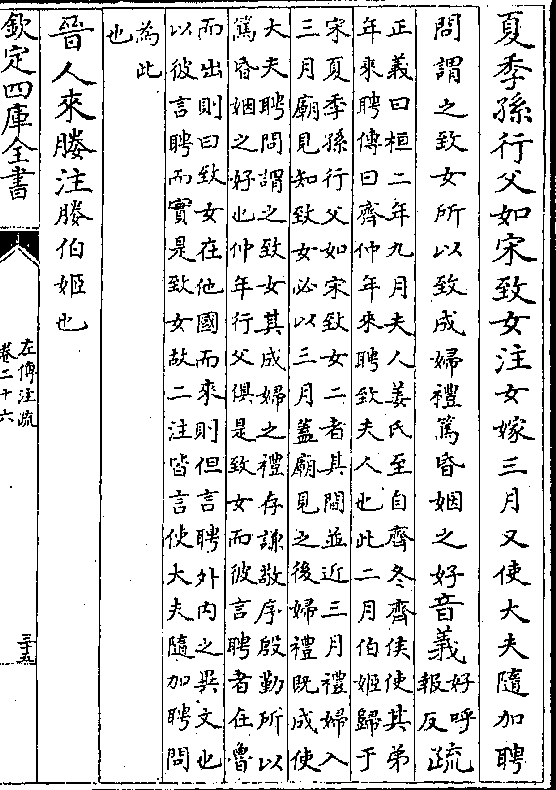 夏季孫行父如宋致女注女嫁三月又使大夫隨加聘
問謂之致女所以致成婦禮篤昏姻之好音義好呼報反疏
正義曰桓二年九月夫人姜氏至自齊冬齊侯使其弟
年來聘傳曰齊仲年來聘致夫人也此二月伯姬歸于
宋夏季孫行父如宋致女二者其間並近三月禮婦入
三月廟見知致女必以三月蓋廟見之後婦禮既成使
大夫聘問謂之致女其成婦之禮存謙敬序殷勤所以
篤昏姻之好也仲年行父俱是致女而彼言聘者在魯
而出則曰致女在他國而來則但言聘外内之異文也
以彼言聘而實是致女故二注皆言使大夫隨加聘問
為此
也
晉人來媵注媵伯姬也
欽定四庫全書
左傳注疏
卷二十六
三十五